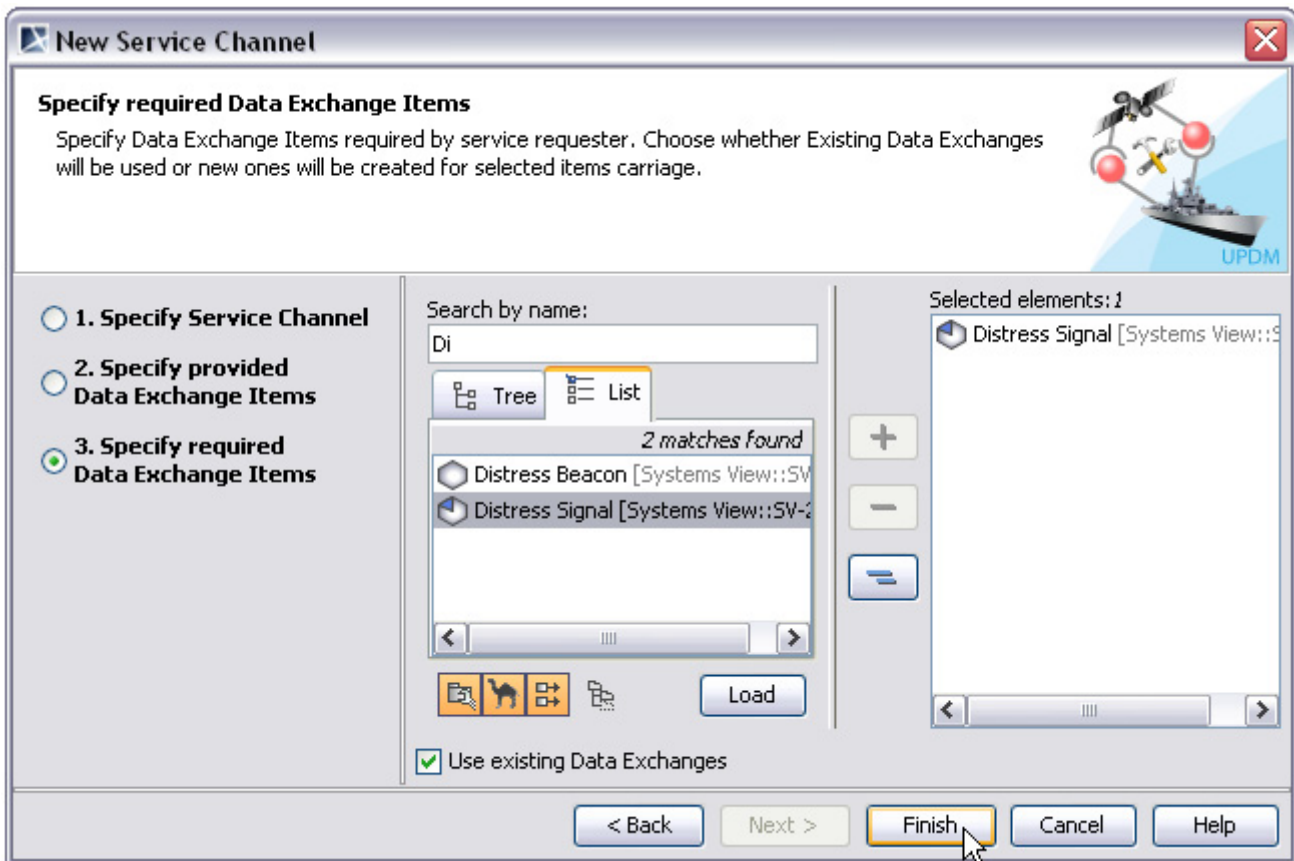 New Service Channel
Specify required Data Exchange Items
Specify Data Exchange Items required by service requester. Choose whether Existing Data Exchanges
will be used or new ones will be created for selected items carriage.
UPDM
1. Specify Service Channel
2. Specify provided
Data Exchange Items
3. Specify required
Data Exchange Items
Search by name:
Di
Tree
List
2 matches found
Distress Beacon [Systems View::SV
Distress Signal [Systems View::SV-2
Load
Use existing Data Exchanges
Selected elements: 1
Distress Signal [Systems View::S
< Back
Next >
Finish
Cancel
Help